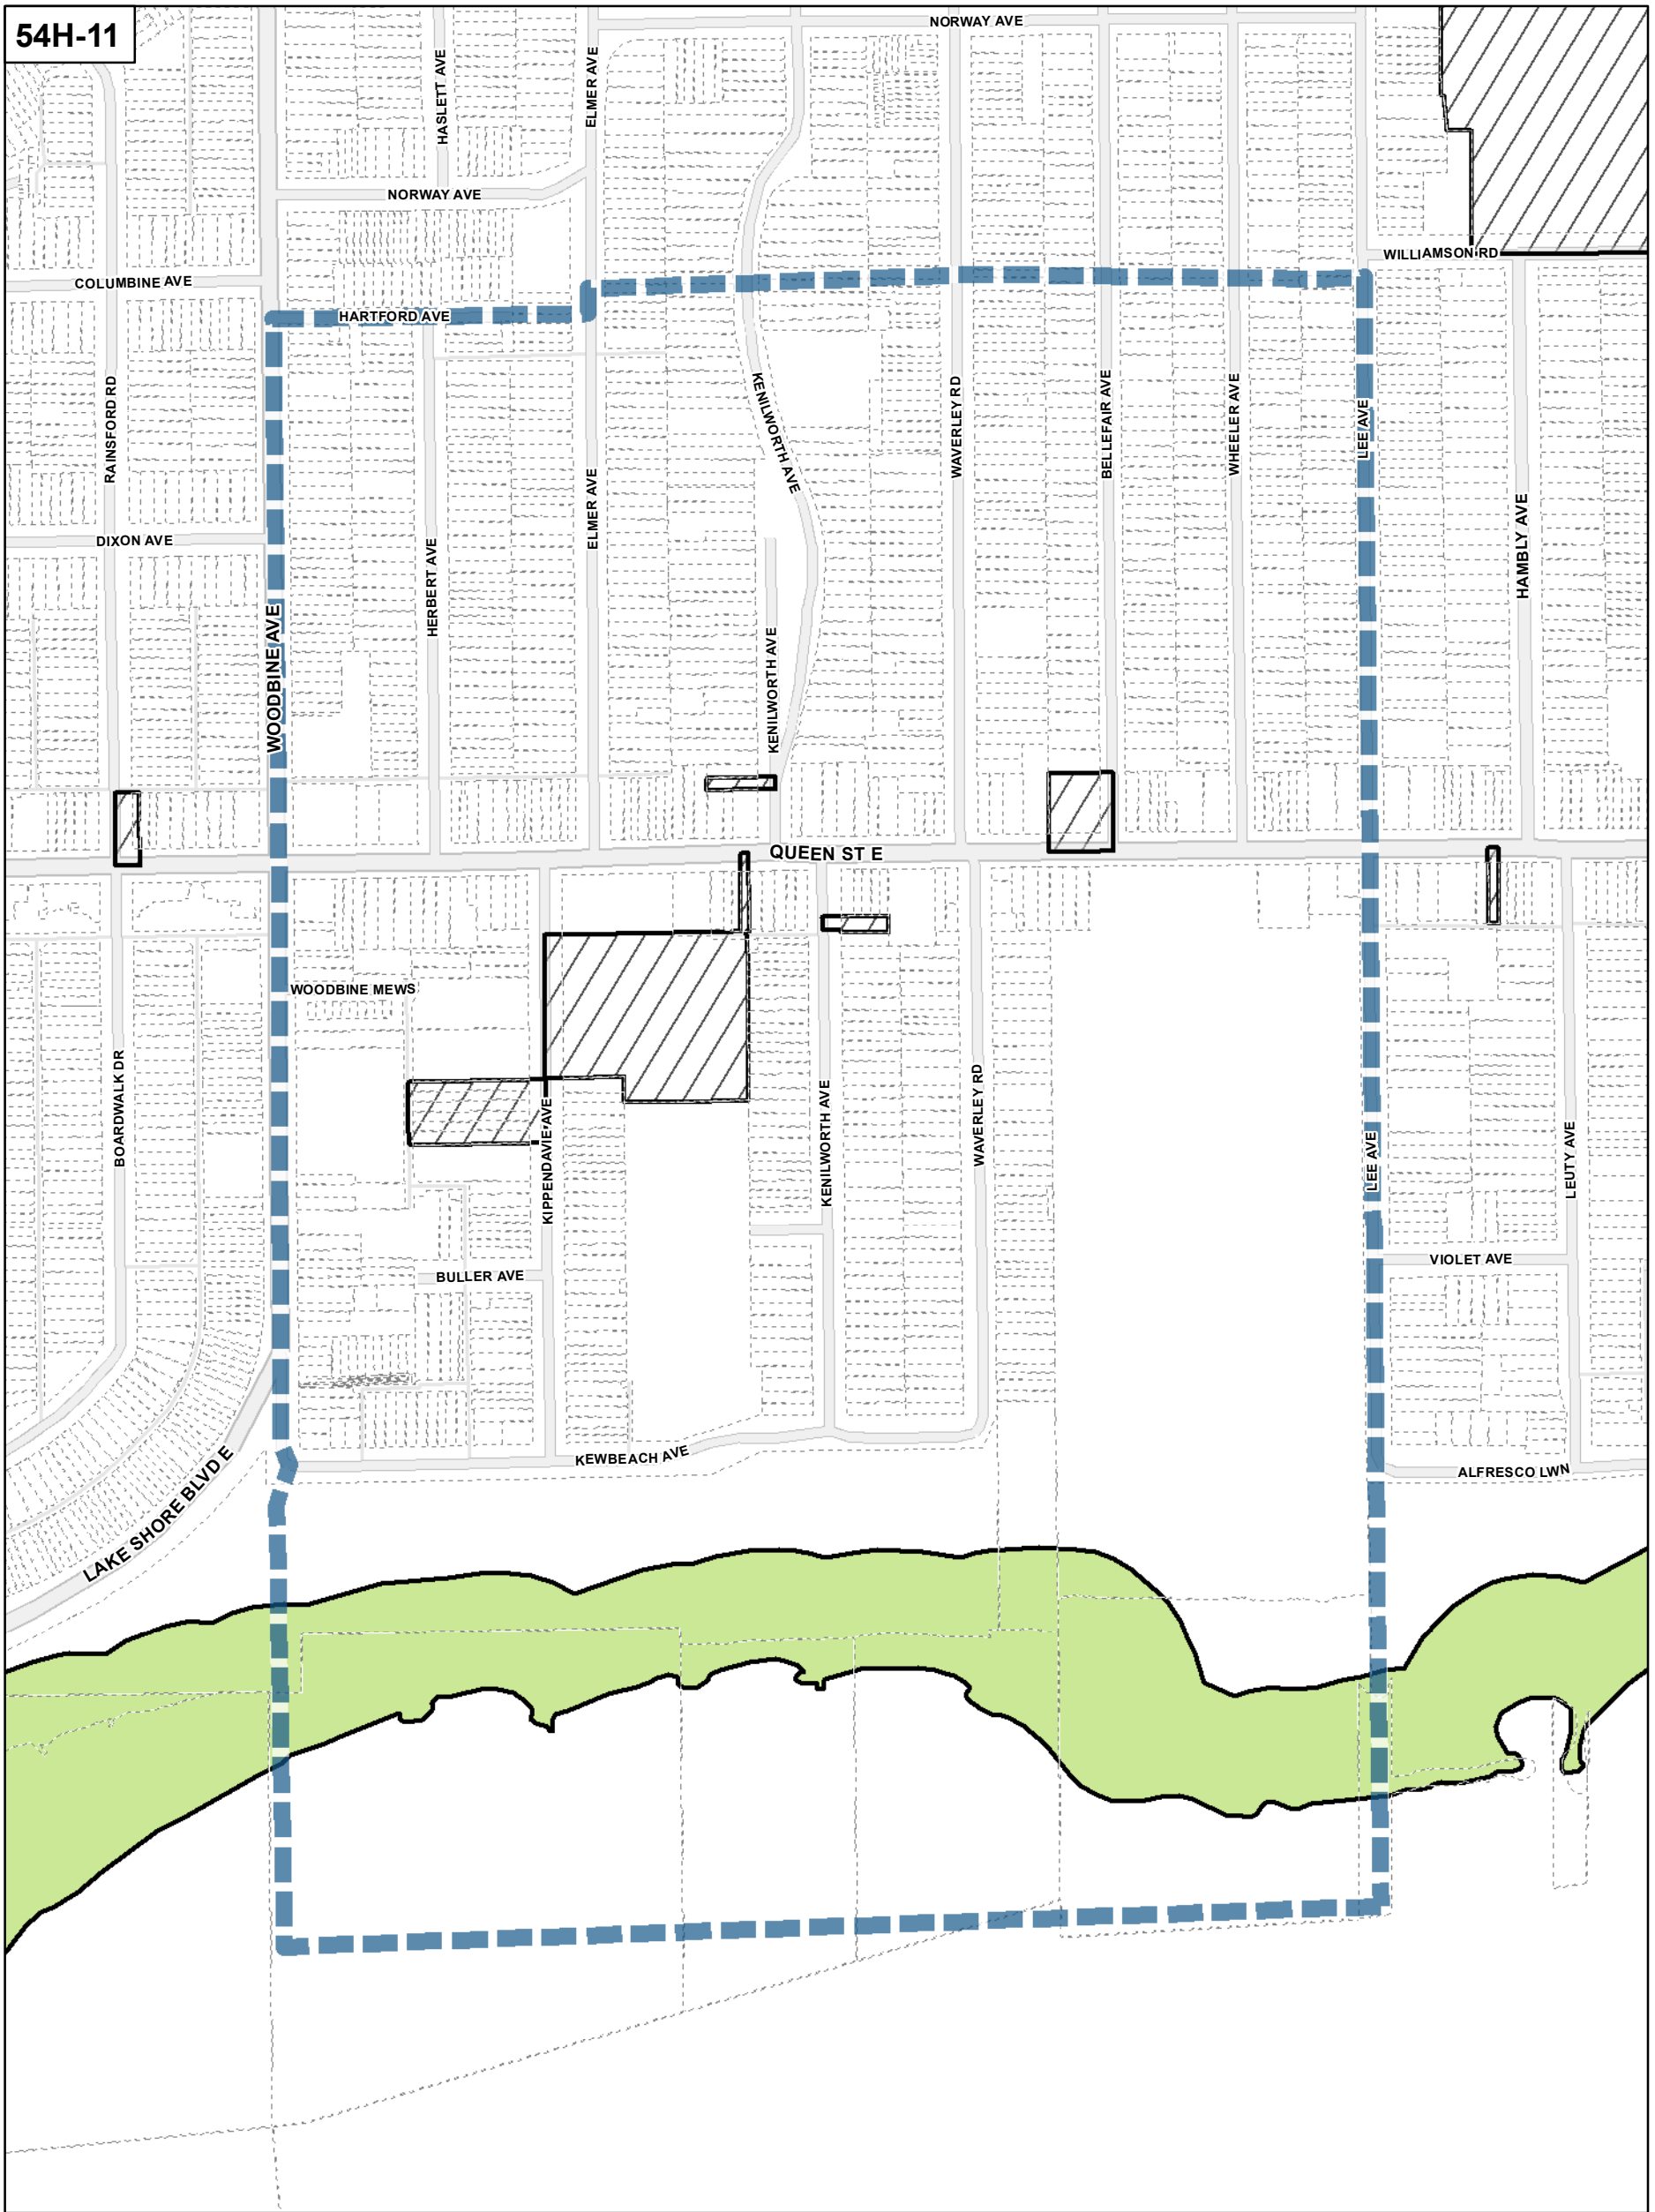 54H-11
NORWAY AVE
HASLETT AVE
ELMER AVE
NORWAY AVE
WILLIAMSON RD
COLUMBINE AVE
HARTFORD AVE
RAINSFORD RD
KENILWORTH AVE
WAVERLEY RD
BELLEFAIR AVE
WHEELER AVE
LEE AVE
ELMER AVE
HAMBLY AVE
DIXON AVE
HERBERT AVE
WOODBINE AVE
KENILWORTH AVE
QUEEN ST E
WOODBINE MEWS
BOARDWALK DR
KIPPENDAVIE AVE
KENILWORTH AVE
WAVERLEY RD
LEE AVE
LEUTY AVE
VIOLET AVE
BULLER AVE
KEWBEACH AVE
ALFRESCO LWN
LAKE SHORE BLVD E